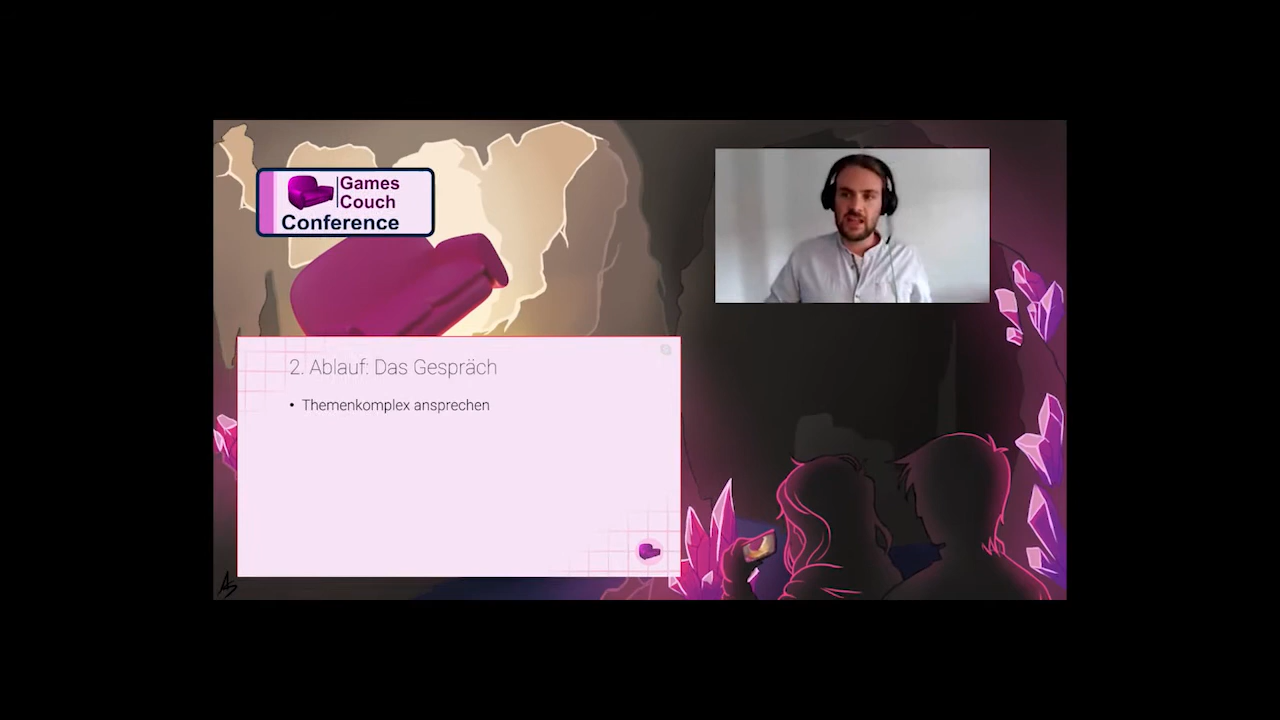 Games
Couch
Conference
2. Ablauf: Das Gespräch
• Themenkomplex ansprechen